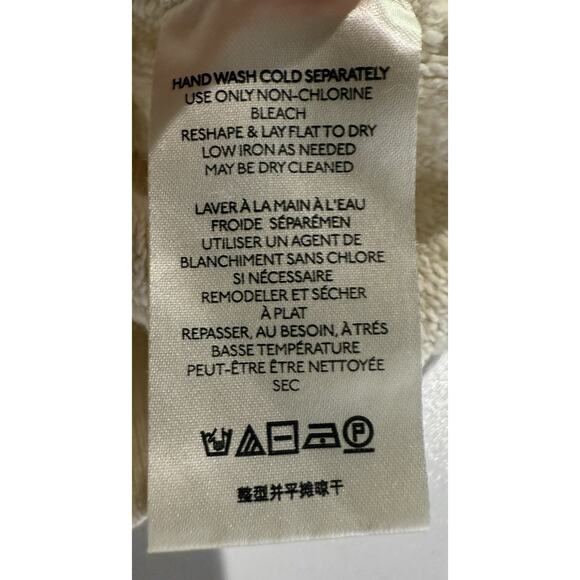 HAND WASH COLD SEPARATELY
USE ONLY NON-CHLORINE
BLEACH
RESHAPE & LAY FLAT TO DRY
LOW IRON AS NEEDED
MAY BE DRY CLEANED
LAVER À LA MAIN À L'EAU
FROIDE SÉPARÉMEN
UTILISER UN AGENT DE
BLANCHIMENT SANS CHLORE
SI NÉCESSAIRE
REMODELER ET SÉCHER
À PLAT
REPASSER, AU BESOIN, À TRÉS
BASSE TEMPÉRATURE
PEUT-ÊTRE ÊTRE NETTOYÉE
SEC
P
整型并平摊晾干